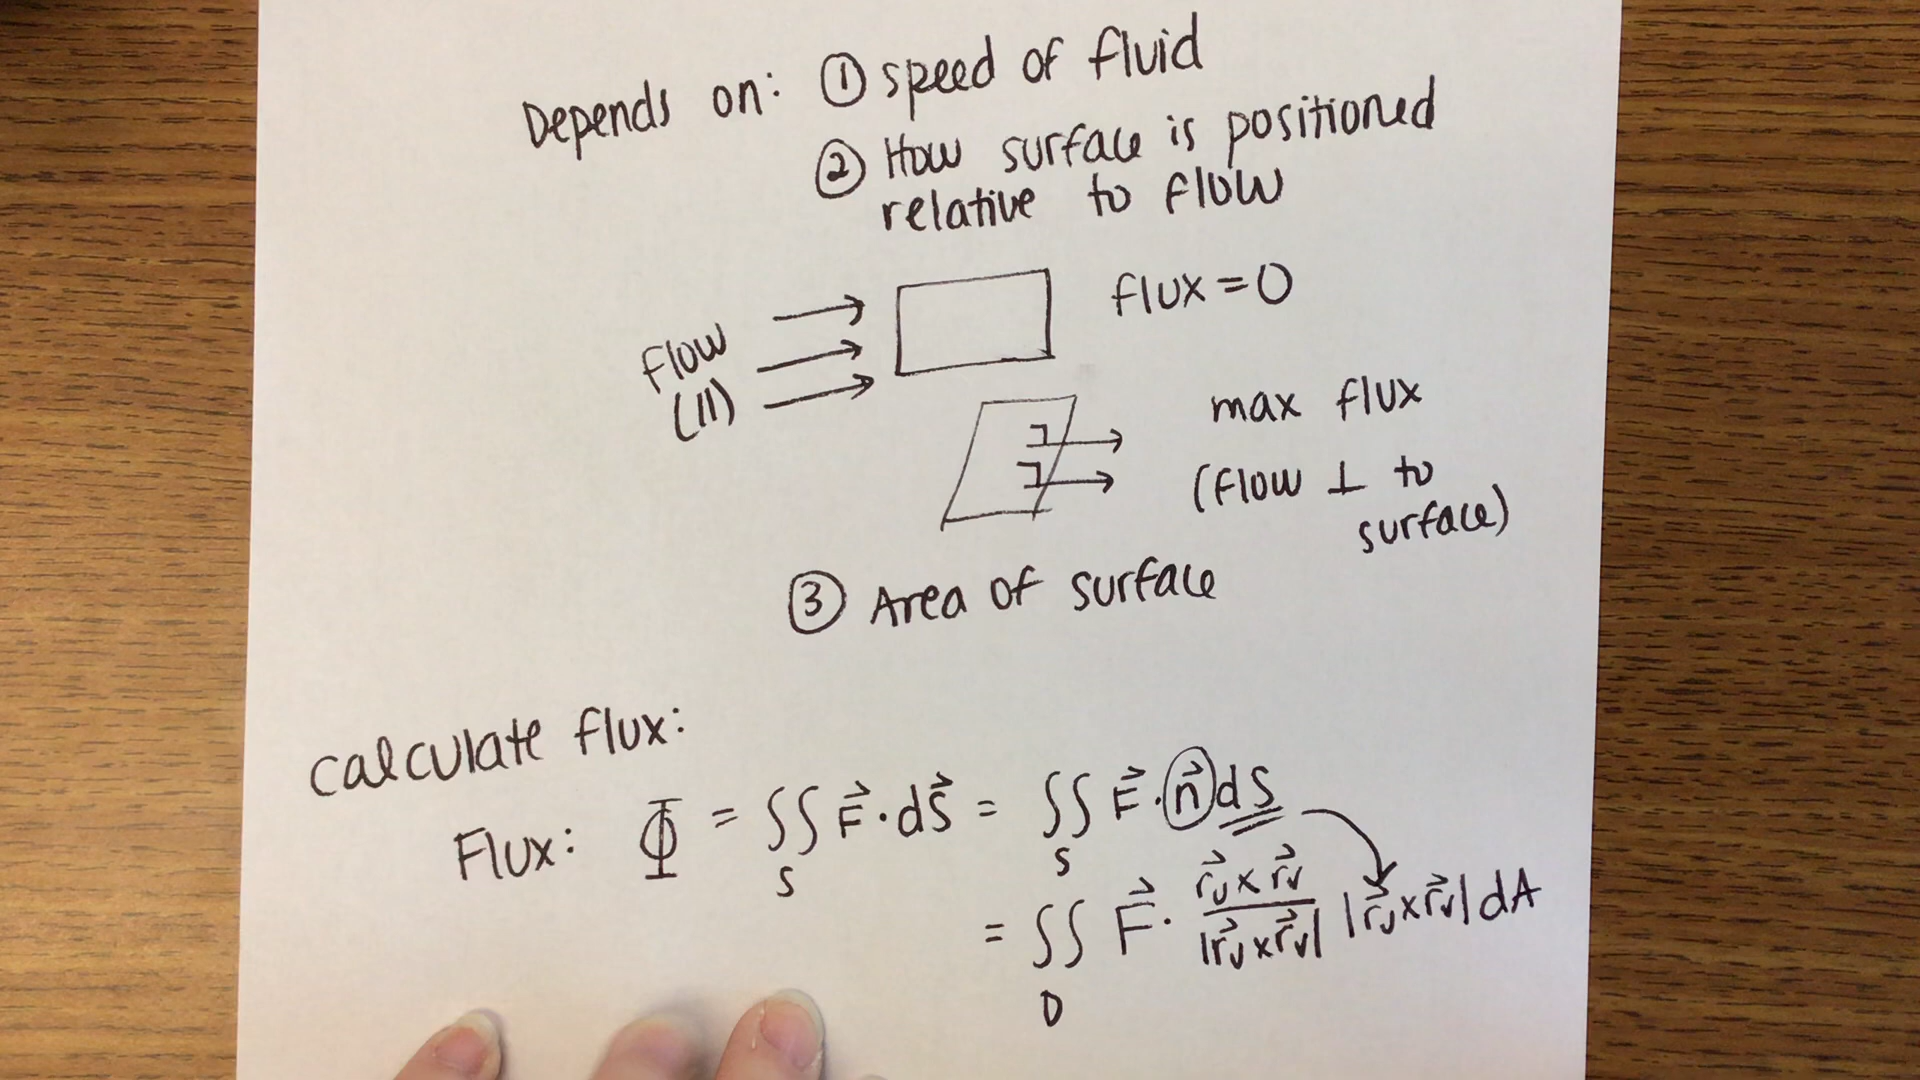 Depends on: ① speed of fluid
② How surface is positioned
relative to flow
flux = 0
Flow
(||)
max flux
(flow ⊥ to
surface)
③ Area of surface
calculate flux:
Flux: Φ = ∬_S F⃗ · dS⃗ = ∬_S F⃗ · n⃗ dS
= ∬_D F⃗ · (r⃗_u × r⃗_v)/|r⃗_u × r⃗_v| |r⃗_u × r⃗_v| dA